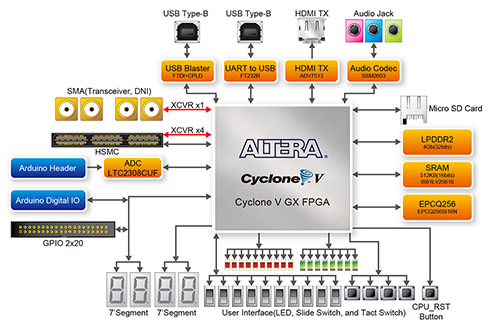 USB Type-B
USB Type-B
HDMI TX
Audio Jack
USB Blaster
FTDI+CPLD
UART to USB
FT232R
HDMI TX
ADV7513
Audio Codec
SSM2603
SMA(Transceiver, DNI)
XCVR x1
XCVR x4
HSMC
Micro SD Card
ALTERA
Cyclone V
Cyclone V GX FPGA
LPDDR2
4Gb(32bits)
SRAM
512KB(16bits)
IS61LV25616
EPCQ256
EPCQ256SI16N
Arduino Header
ADC
LTC2308CUF
Arduino Digital IO
GPIO 2x20
7'Segment
7'Segment
User Interface(LED, Slide Switch, and Tact Switch)
CPU_RST
Button